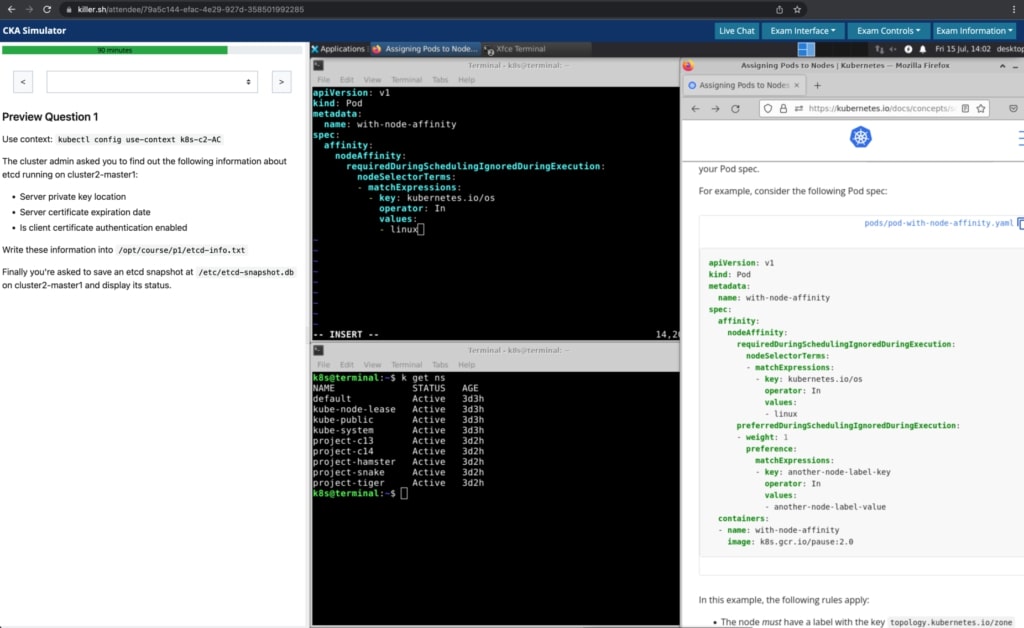 killer.sh/attendee/79a5c144-efac-4e29-927d-358501992285
CKA Simulator
Live Chat
Exam Interface
Exam Controls
Exam Information
90 minutes
<
>
Preview Question 1
Use context: kubectl config use-context k8s-c2-AC
The cluster admin asked you to find out the following information about
etcd running on cluster2-master1:
• Server private key location
• Server certificate expiration date
• Is client certificate authentication enabled
Write these information into /opt/course/p1/etcd-info.txt
Finally you're asked to save an etcd snapshot at /etc/etcd-snapshot.db
on cluster2-master1 and display its status.
Applications
Assigning Pods to Node...
Xfce Terminal
Fri 15 Jul, 14:02
Terminal - k8s@terminal: ~
File Edit View Terminal Tabs Help
apiVersion: v1
kind: Pod
metadata:
  name: with-node-affinity
spec:
  affinity:
    nodeAffinity:
      requiredDuringSchedulingIgnoredDuringExecution:
        nodeSelectorTerms:
        - matchExpressions:
          - key: kubernetes.io/os
            operator: In
            values:
            - linux
~
~
~
~
~
~
~
~
-- INSERT --
Terminal - k8s@terminal: ~
File Edit View Terminal Tabs Help
k8s@terminal:~$ k get ns
NAME STATUS AGE
default Active 3d3h
kube-node-lease Active 3d3h
kube-public Active 3d3h
kube-system Active 3d3h
project-c13 Active 3d2h
project-c14 Active 3d2h
project-hamster Active 3d2h
project-snake Active 3d2h
project-tiger Active 3d2h
k8s@terminal:~$
Assigning Pods to Nodes | Kubernetes — Mozilla Firefox
Assigning Pods to Nodes
https://kubernetes.io/docs/concepts/
your Pod spec.
For example, consider the following Pod spec:
pods/pod-with-node-affinity.yaml
apiVersion: v1
kind: Pod
metadata:
  name: with-node-affinity
spec:
  affinity:
    nodeAffinity:
      requiredDuringSchedulingIgnoredDuringExecution:
        nodeSelectorTerms:
        - matchExpressions:
          - key: kubernetes.io/os
            operator: In
            values:
            - linux
      preferredDuringSchedulingIgnoredDuringExecution:
      - weight: 1
        preference:
          matchExpressions:
          - key: another-node-label-key
            operator: In
            values:
            - another-node-label-value
  containers:
  - name: with-node-affinity
    image: k8s.gcr.io/pause:2.0
In this example, the following rules apply:
• The node must have a label with the key topology.kubernetes.io/zone